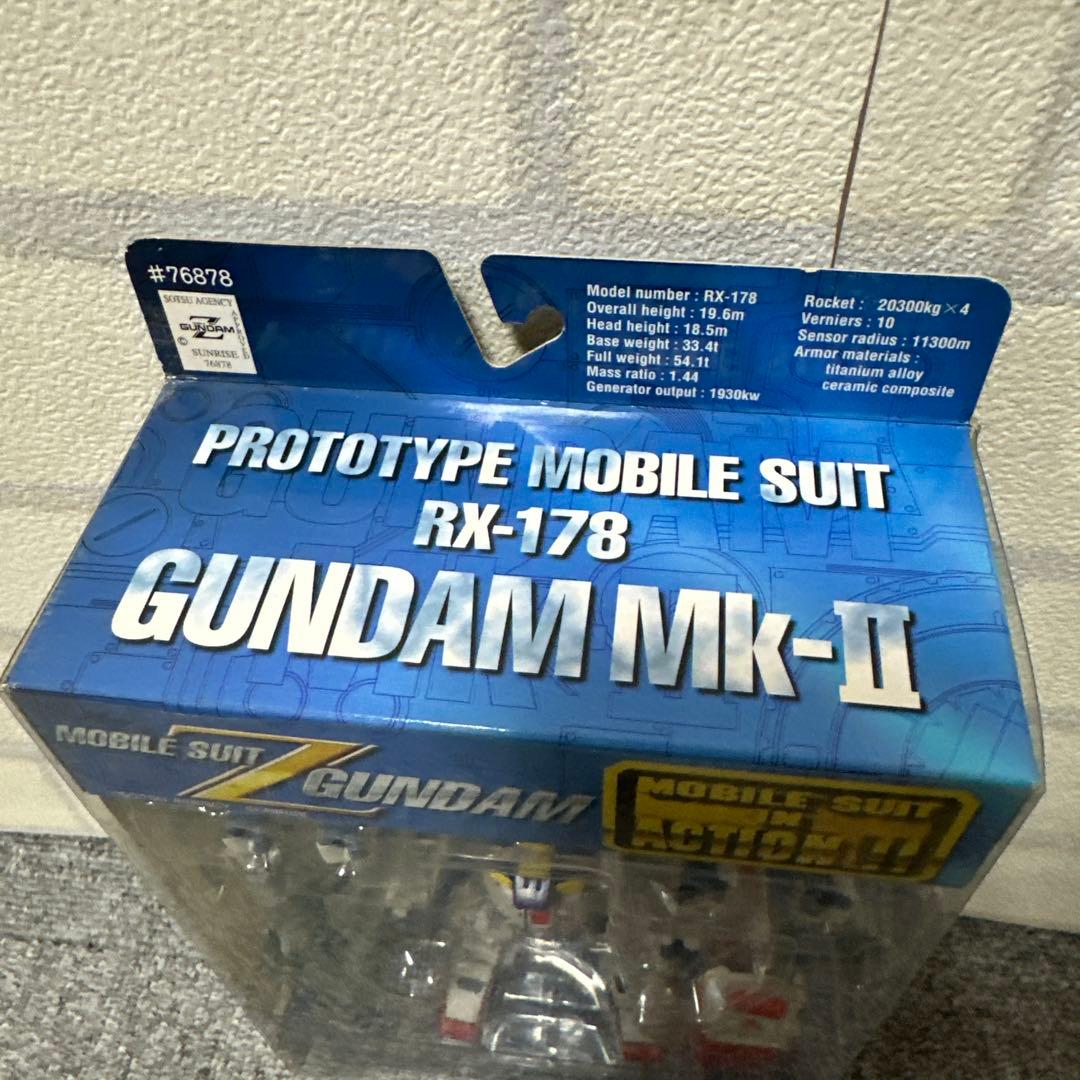 #76878
SOTSU AGENCY
APPROVED
Z
GUNDAM
©
SUNRISE
76878
Model number : RX-178
Overall height : 19.6m
Head height : 18.5m
Base weight : 33.4t
Full weight : 54.1t
Mass ratio : 1.44
Generator output : 1930kw
Rocket : 20300kg×4
Verniers : 10
Sensor radius : 11300m
Armor materials :
titanium alloy
ceramic composite
PROTOTYPE MOBILE SUIT
RX-178
GUNDAM Mk-II
MOBILE SUIT
Z GUNDAM
MOBILE SUIT
IN
ACTION!!